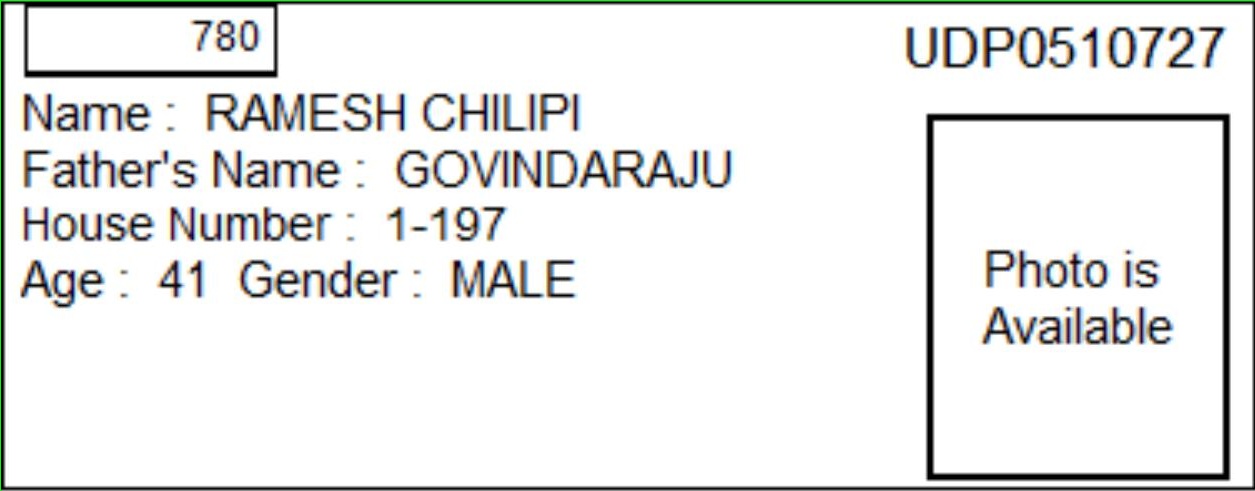 780
UDP0510727
Name : RAMESH CHILIPI
Father's Name : GOVINDARAJU
House Number : 1-197
Age : 41 Gender : MALE
Photo is
Available